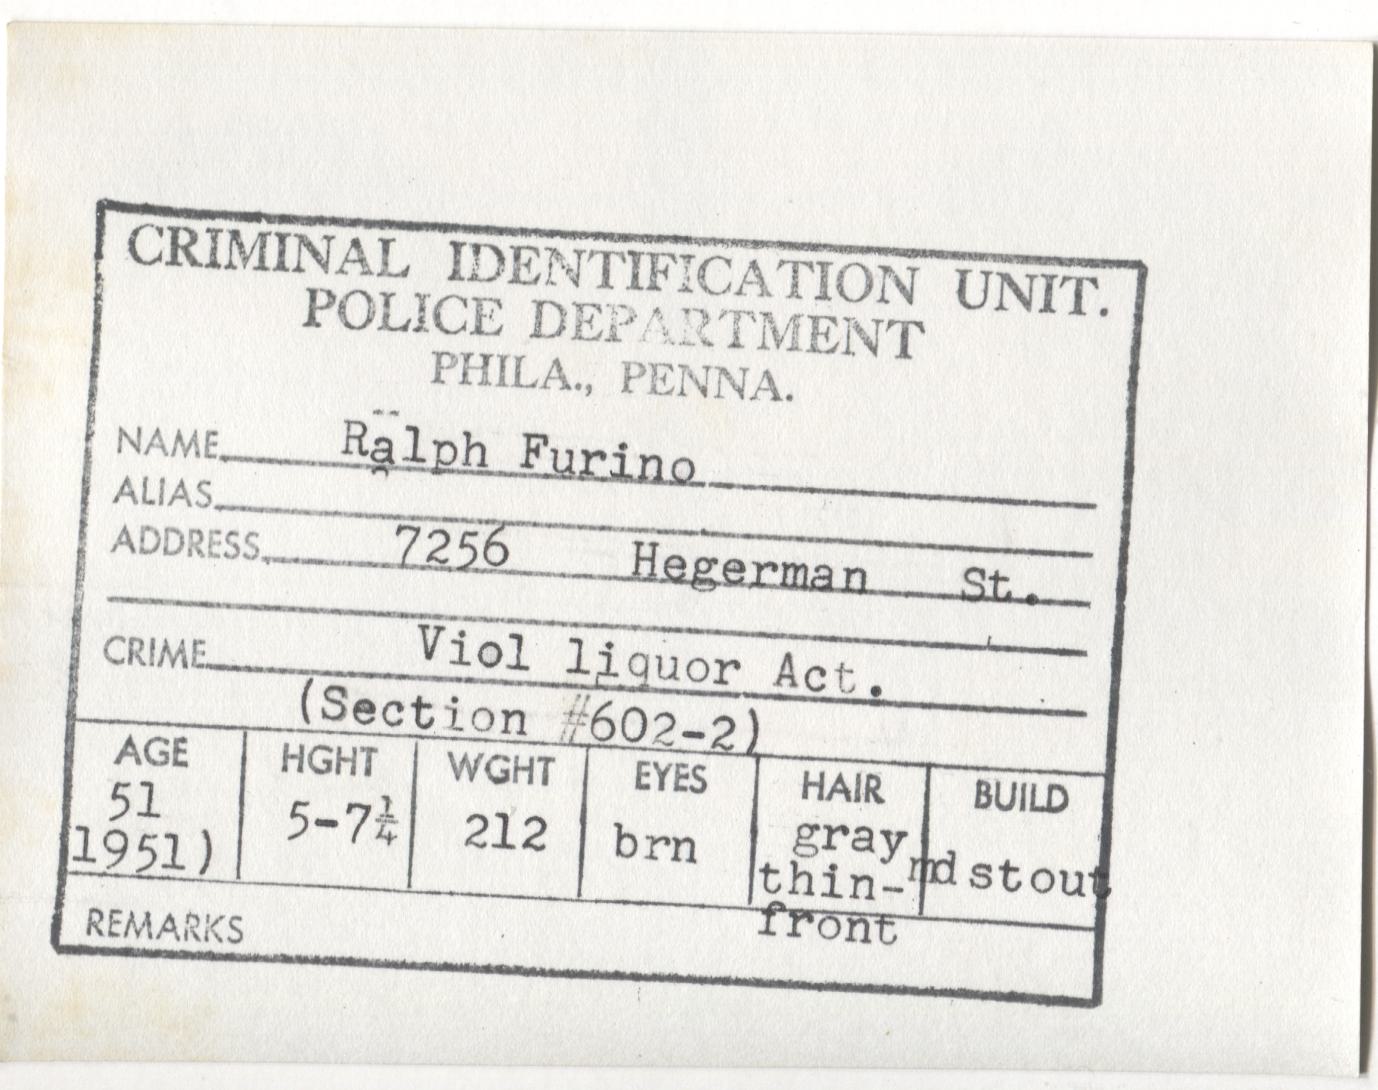 CRIMINAL IDENTIFICATION UNIT.
POLICE DEPARTMENT
PHILA., PENNA.
NAME Ralph Furino
ALIAS
ADDRESS 7256 Hegerman St.
CRIME Viol liquor Act.
(Section #602-2)
AGE HGHT WGHT EYES HAIR BUILD
51 5-7¼ 212 brn gray md stout
1951) thin-
front
REMARKS